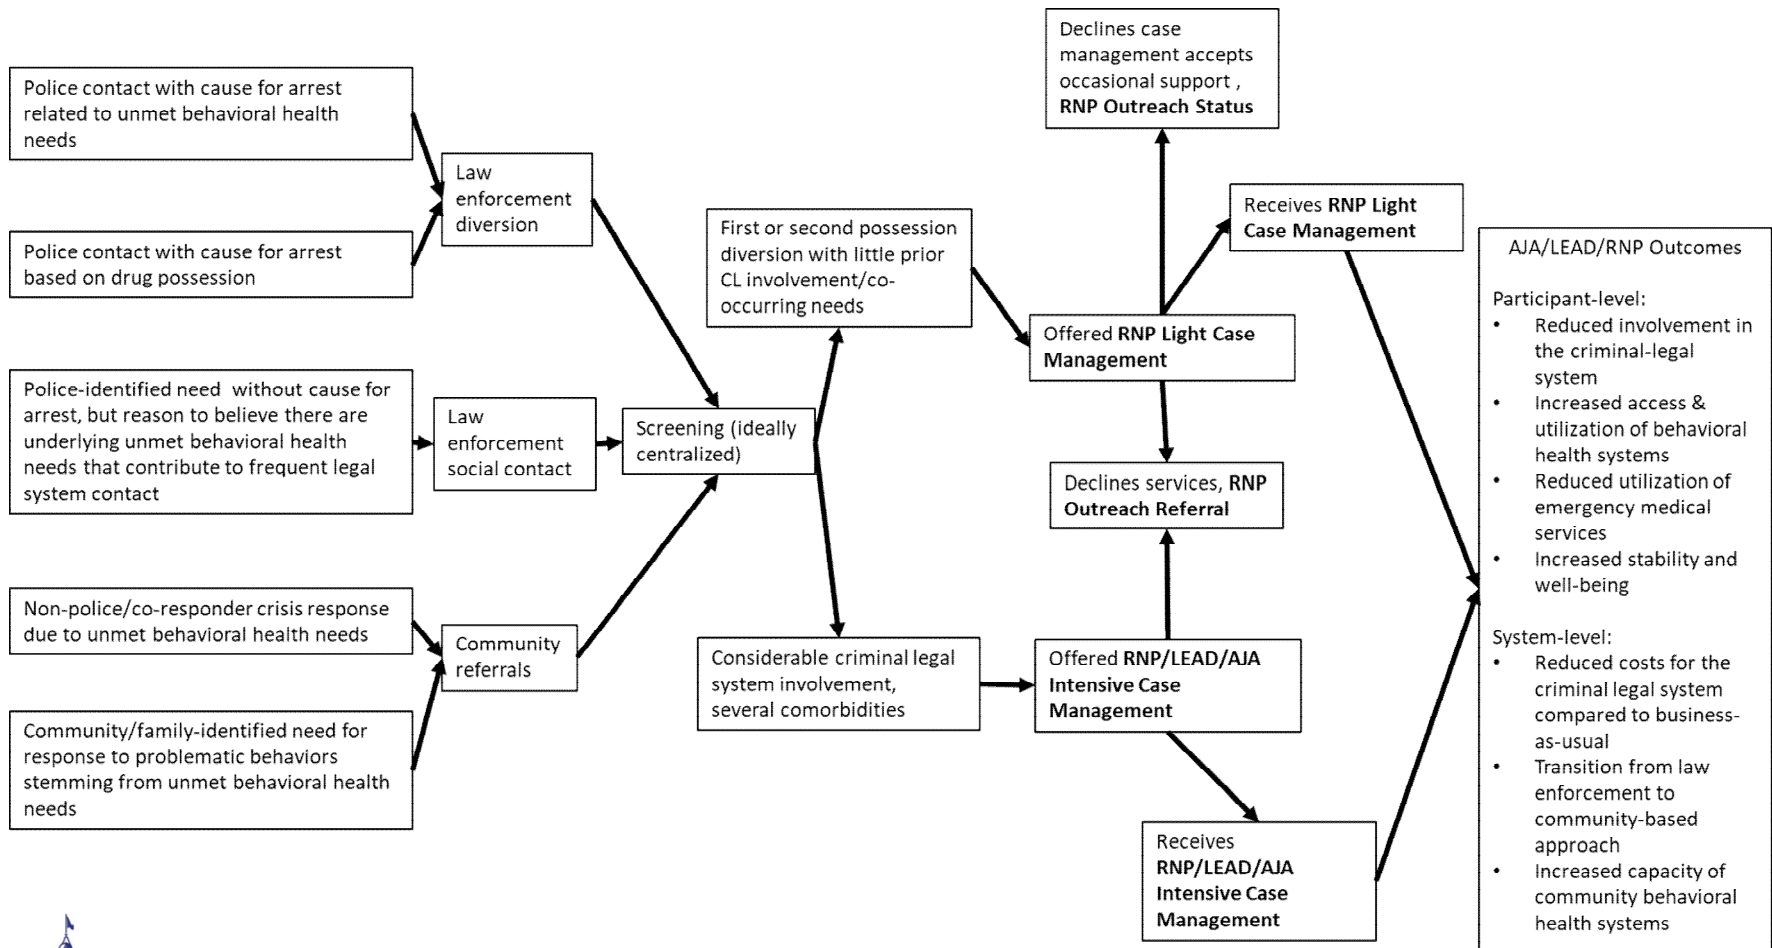 Police contact with cause for arrest
related to unmet behavioral health
needs
Police contact with cause for arrest
based on drug possession
Police-identified need  without cause for
arrest, but reason to believe there are
underlying unmet behavioral health
needs that contribute to frequent legal
system contact
Non-police/co-responder crisis response
due to unmet behavioral health needs
Community/family-identified need for
response to problematic behaviors
stemming from unmet behavioral health
needs
Law
enforcement
diversion
Law
enforcement
social contact
Community
referrals
Screening (ideally
centralized)
First or second possession
diversion with little prior
CL involvement/co-
occurring needs
Considerable criminal legal
system involvement,
several comorbidities
Declines case
management accepts
occasional support ,
RNP Outreach Status
Offered RNP Light Case
Management
Declines services, RNP
Outreach Referral
Offered RNP/LEAD/AJA
Intensive Case
Management
Receives RNP Light
Case Management
Receives
RNP/LEAD/AJA
Intensive Case
Management
AJA/LEAD/RNP Outcomes
Participant-level:
• Reduced involvement in
the criminal-legal
system
• Increased access &
utilization of behavioral
health systems
• Reduced utilization of
emergency medical
services
• Increased stability and
well-being
System-level:
• Reduced costs for the
criminal legal system
compared to business-
as-usual
• Transition from law
enforcement to
community-based
approach
• Increased capacity of
community behavioral
health systems